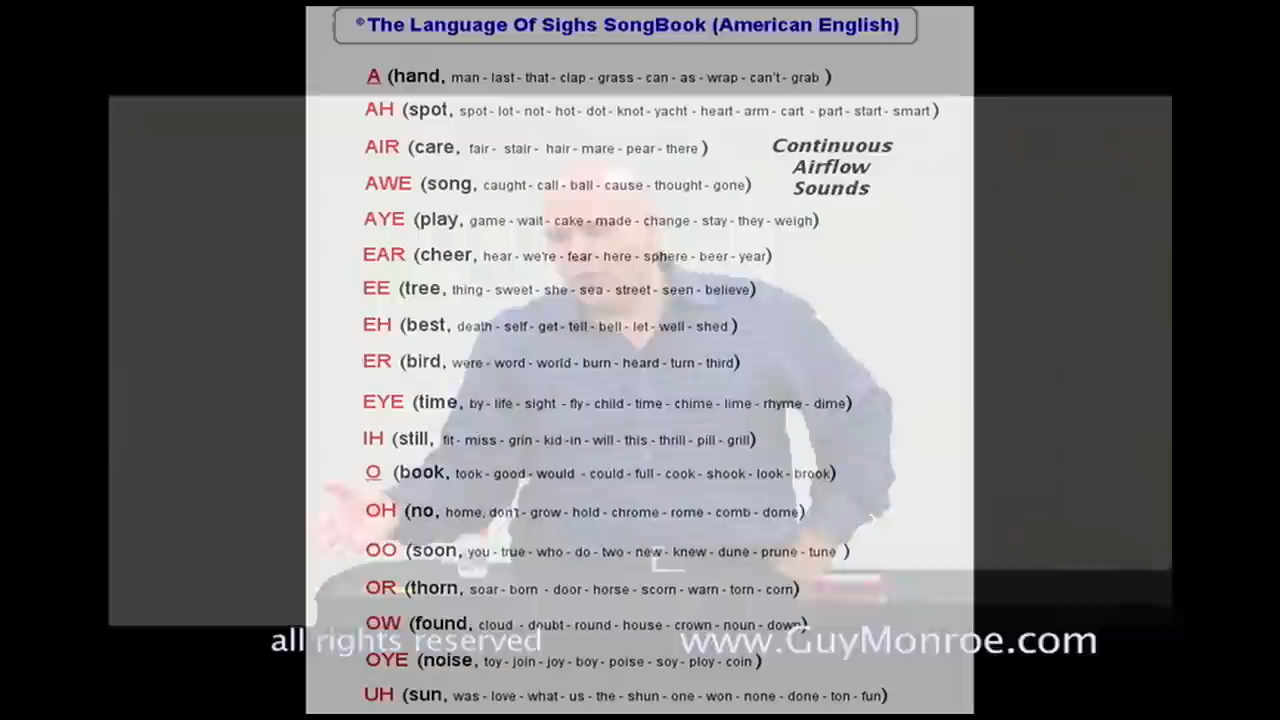 ©The Language Of Sighs SongBook (American English)
A (hand, man - last - that - clap - grass - can - as - wrap - can't - grab )
AH (spot, spot - lot - not - hot - dot - knot - yacht - heart - arm - cart - part - start - smart )
AIR (care, fair - stair - hair - mare - pear - there )
Continuous
Airflow
Sounds
AWE (song, caught - call - ball - cause - thought - gone)
AYE (play, game - wait - cake - made - change - stay - they - weigh)
EAR (cheer, hear - we're - fear - here - sphere - beer - year)
EE (tree, thing - sweet - she - sea - street - seen - believe)
EH (best, death - self - get - tell - bell - let - well - shed )
ER (bird, were - word - world - burn - heard - turn - third)
EYE (time, by - life - sight - fly - child - time - chime - lime - rhyme - dime)
IH (still, fit - miss - grin - kid -in - will - this - thrill - pill - grill)
O (book, took - good - would - could - full - cook - shook - look - brook)
OH (no, home, don't - grow - hold - chrome - rome - comb - dome)
OO (soon, you - true - who - do - two - new - knew - dune - prune - tune )
OR (thorn, soar - born - door - horse - scorn - warn - torn - corn)
OW (found, cloud - doubt - round - house - crown - noun - down)
all rights reserved www.GuyMonroe.com
OYE (noise, toy - join - joy - boy - poise - soy - ploy - coin )
UH (sun, was - love - what - us - the - shun - one - won - none - done - ton - fun)